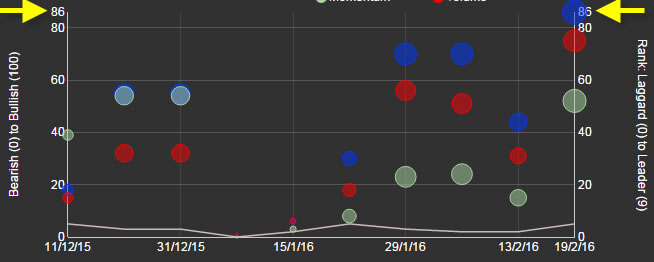 Momentum Volume
86 86
80 80
60 60
40 40
20 20
0 0
11/12/15 31/12/15 15/1/16 29/1/16 13/2/16 19/2/16
Bearish (0) to Bullish (100)
Rank: Laggard (0) to Leader (9)